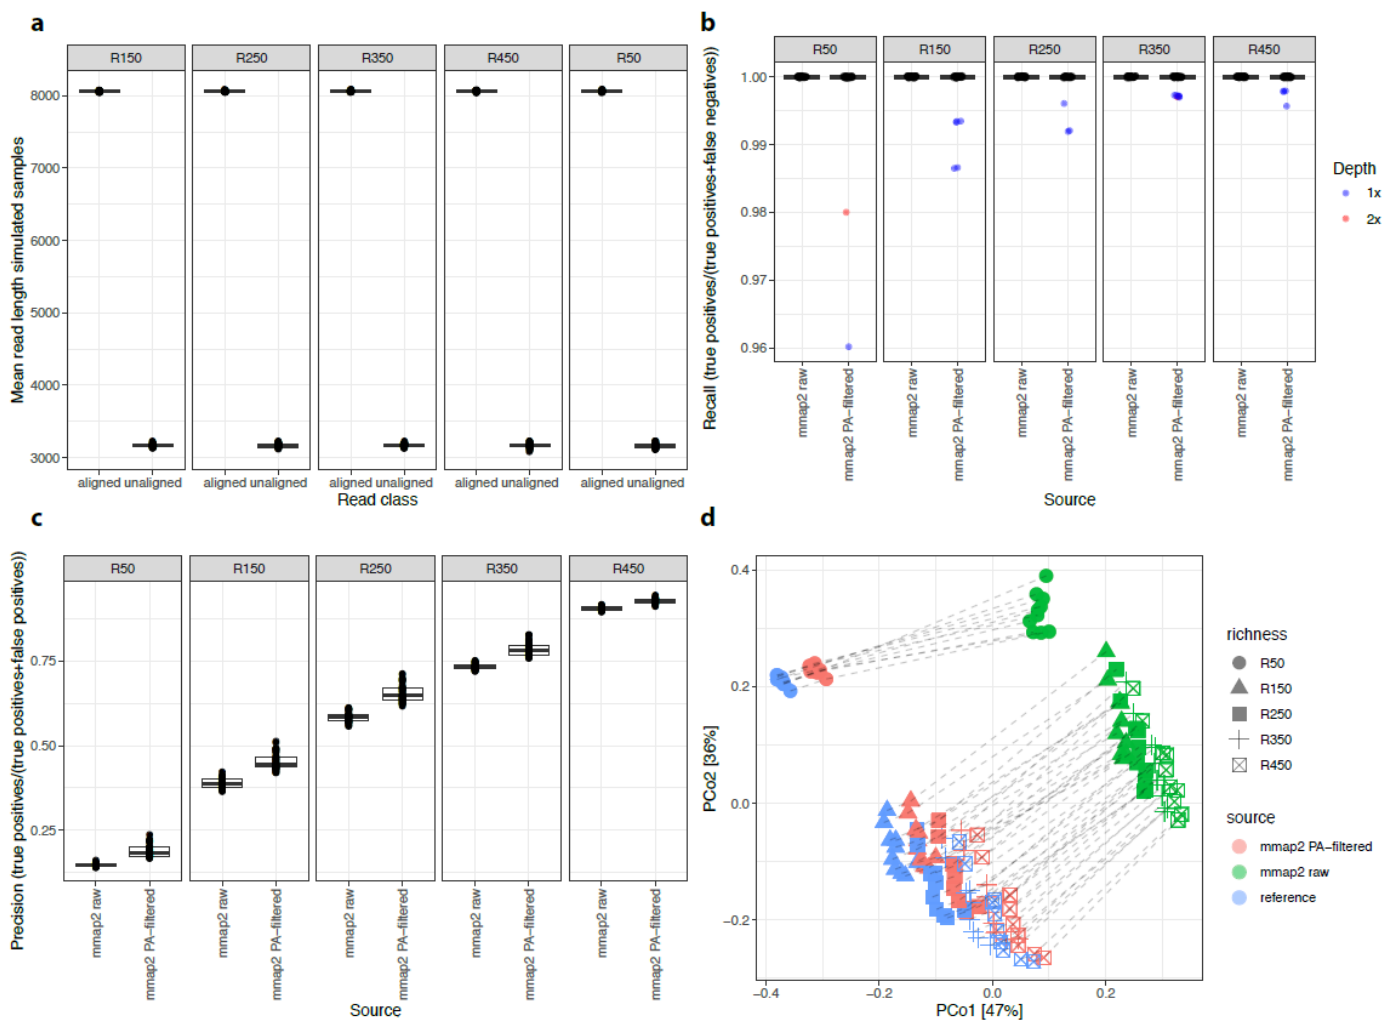 a
R150 R250 R350 R450 R50
Mean read length simulated samples
8000
7000
6000
5000
4000
3000
aligned unaligned aligned unaligned aligned unaligned aligned unaligned aligned unaligned
Read class
b
R50 R150 R250 R350 R450
Recall (true positives/(true positives+false negatives))
1.00
0.99
0.98
0.97
0.96
mmap2 raw mmap2 PA-filtered mmap2 raw mmap2 PA-filtered mmap2 raw mmap2 PA-filtered mmap2 raw mmap2 PA-filtered mmap2 raw mmap2 PA-filtered
Source
Depth
1x
2x
c
R50 R150 R250 R350 R450
Precision (true positives/(true positives+false positives))
0.75
0.50
0.25
mmap2 raw mmap2 PA-filtered mmap2 raw mmap2 PA-filtered mmap2 raw mmap2 PA-filtered mmap2 raw mmap2 PA-filtered mmap2 raw mmap2 PA-filtered
Source
d
PCo2 [36%]
0.4
0.2
0.0
−0.2
−0.4 −0.2 0.0 0.2
PCo1 [47%]
richness
R50
R150
R250
R350
R450
source
mmap2 PA-filtered
mmap2 raw
reference